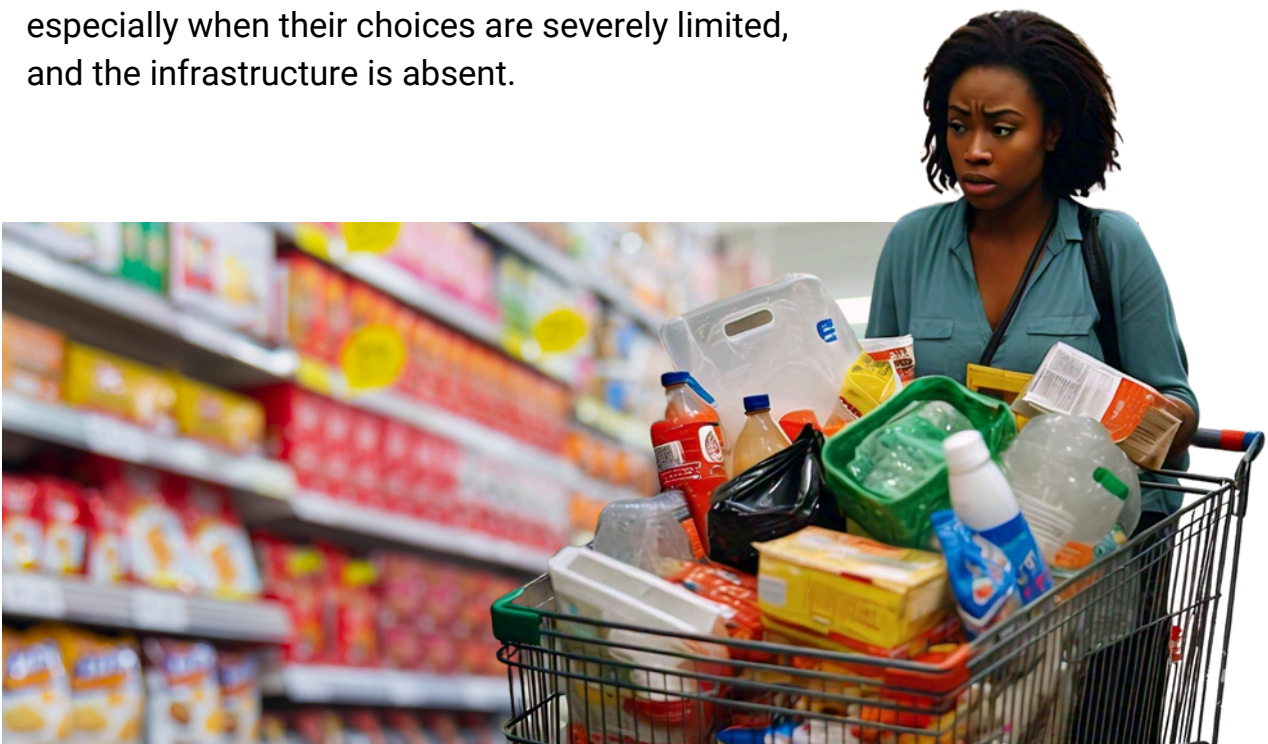 especially when their choices are severely limited,
and the infrastructure is absent.